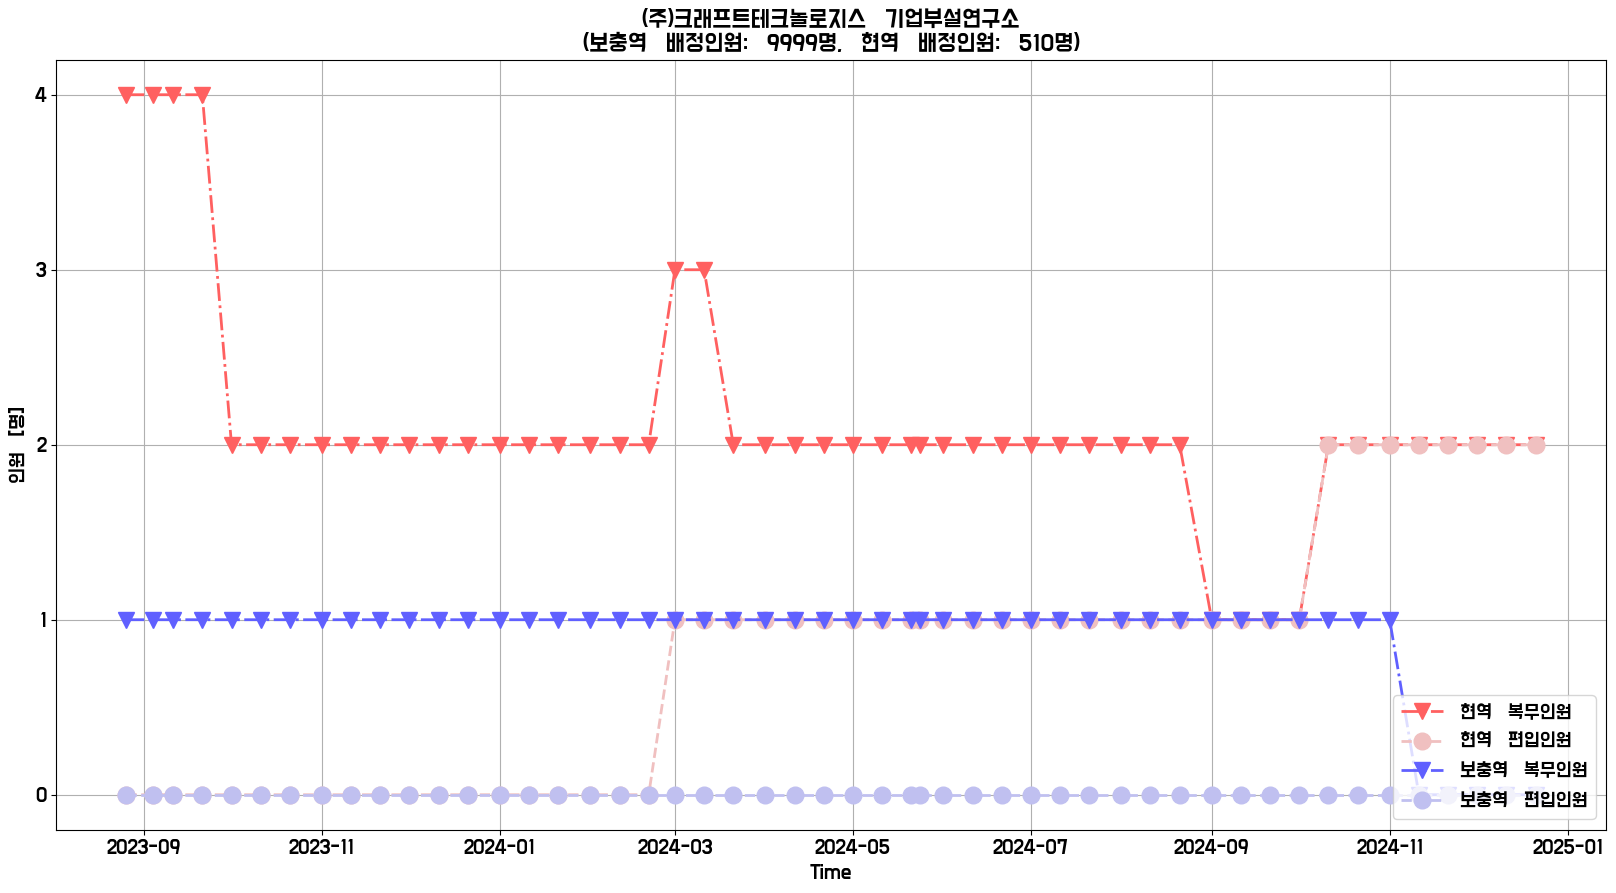 (주)크래프트테크놀로지스 기업부설연구소
(보충역 배정인원: 9999명, 현역 배정인원: 510명)
인원 [명]
4
3
2
1
0
현역 복무인원
현역 편입인원
보충역 복무인원
보충역 편입인원
2023-09 2023-11 2024-01 2024-03 2024-05 2024-07 2024-09 2024-11 2025-01
Time